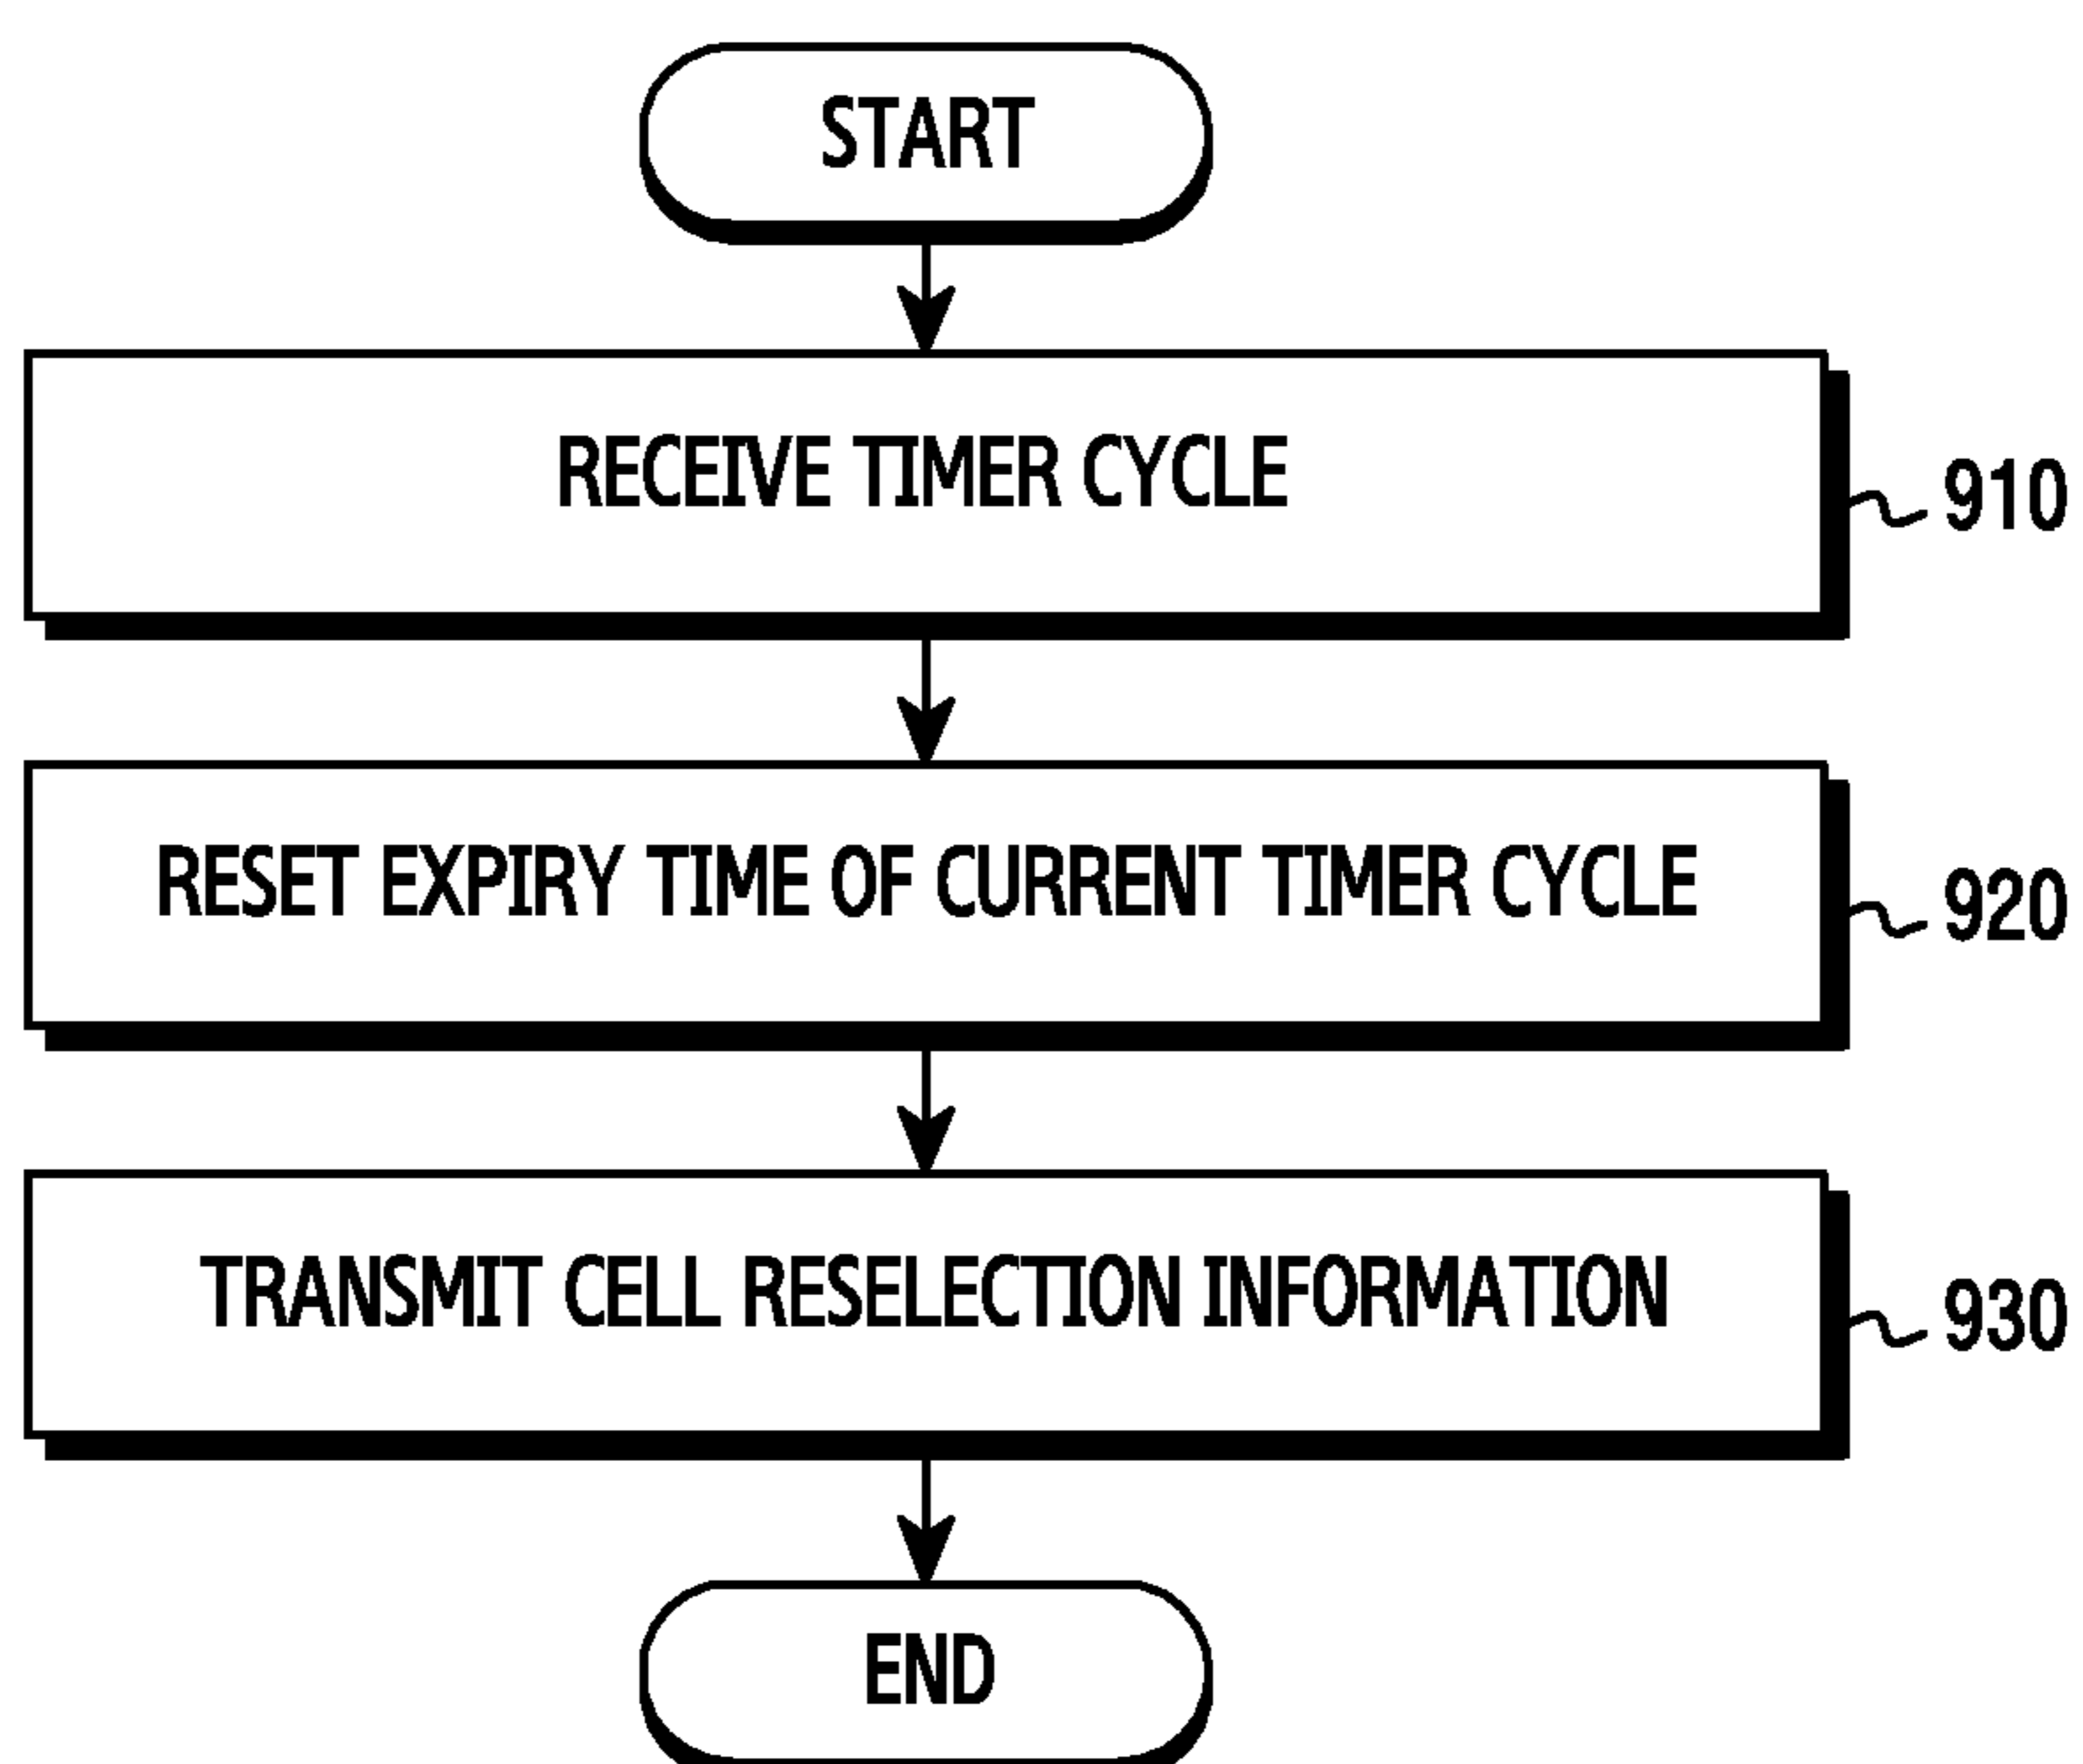 START
RECEIVE TIMER CYCLE
910
RESET EXPIRY TIME OF CURRENT TIMER CYCLE
920
TRANSMIT CELL RESELECTION INFORMATION
930
END